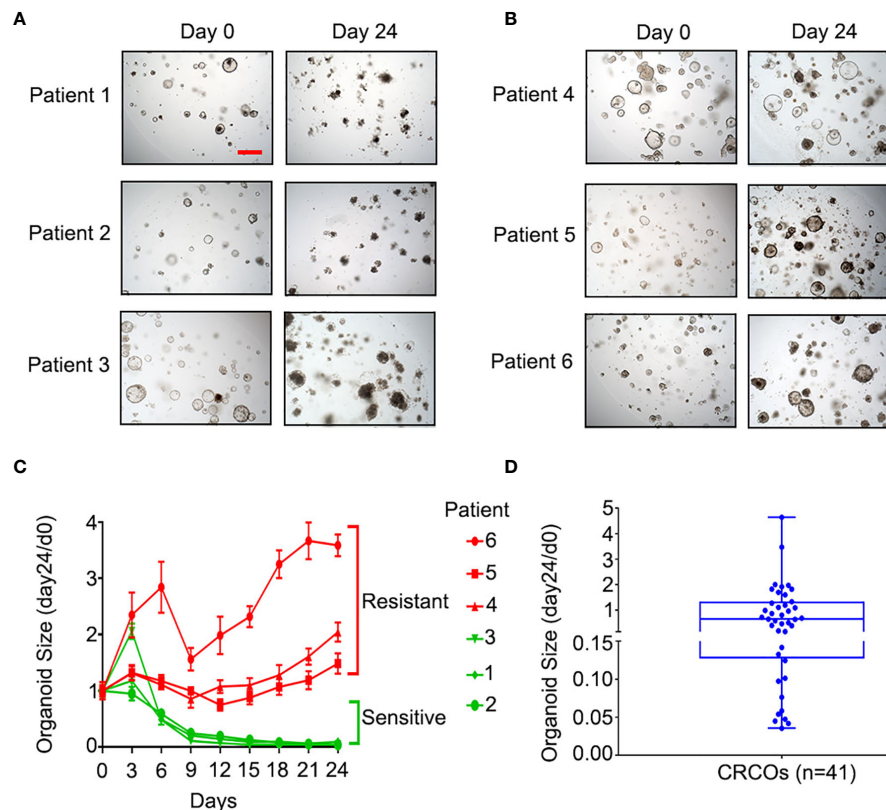 A
Day 0 Day 24
Patient 1
Patient 2
Patient 3
B
Day 0 Day 24
Patient 4
Patient 5
Patient 6
C
Organoid Size (day24/d0)
4
3
2
1
0
0 3 6 9 12 15 18 21 24
Days
Resistant
Sensitive
Patient
6
5
4
3
1
2
D
Organoid Size (day24/d0)
5
4
3
2
1
0.15
0.10
0.05
0.00
CRCOs (n=41)